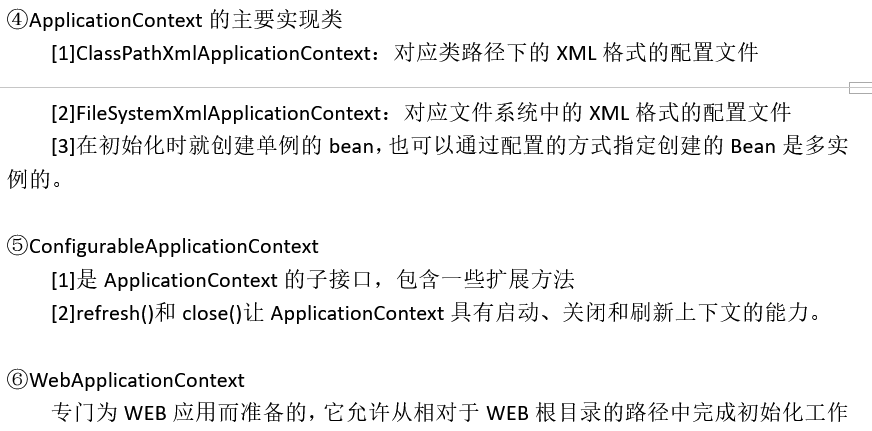 ④ApplicationContext 的主要实现类
[1]ClassPathXmlApplicationContext：对应类路径下的 XML 格式的配置文件
[2]FileSystemXmlApplicationContext：对应文件系统中的 XML 格式的配置文件
[3]在初始化时就创建单例的 bean，也可以通过配置的方式指定创建的 Bean 是多实
例的。
⑤ConfigurableApplicationContext
[1]是 ApplicationContext 的子接口，包含一些扩展方法
[2]refresh()和 close()让 ApplicationContext 具有启动、关闭和刷新上下文的能力。
⑥WebApplicationContext
专门为 WEB 应用而准备的，它允许从相对于 WEB 根目录的路径中完成初始化工作